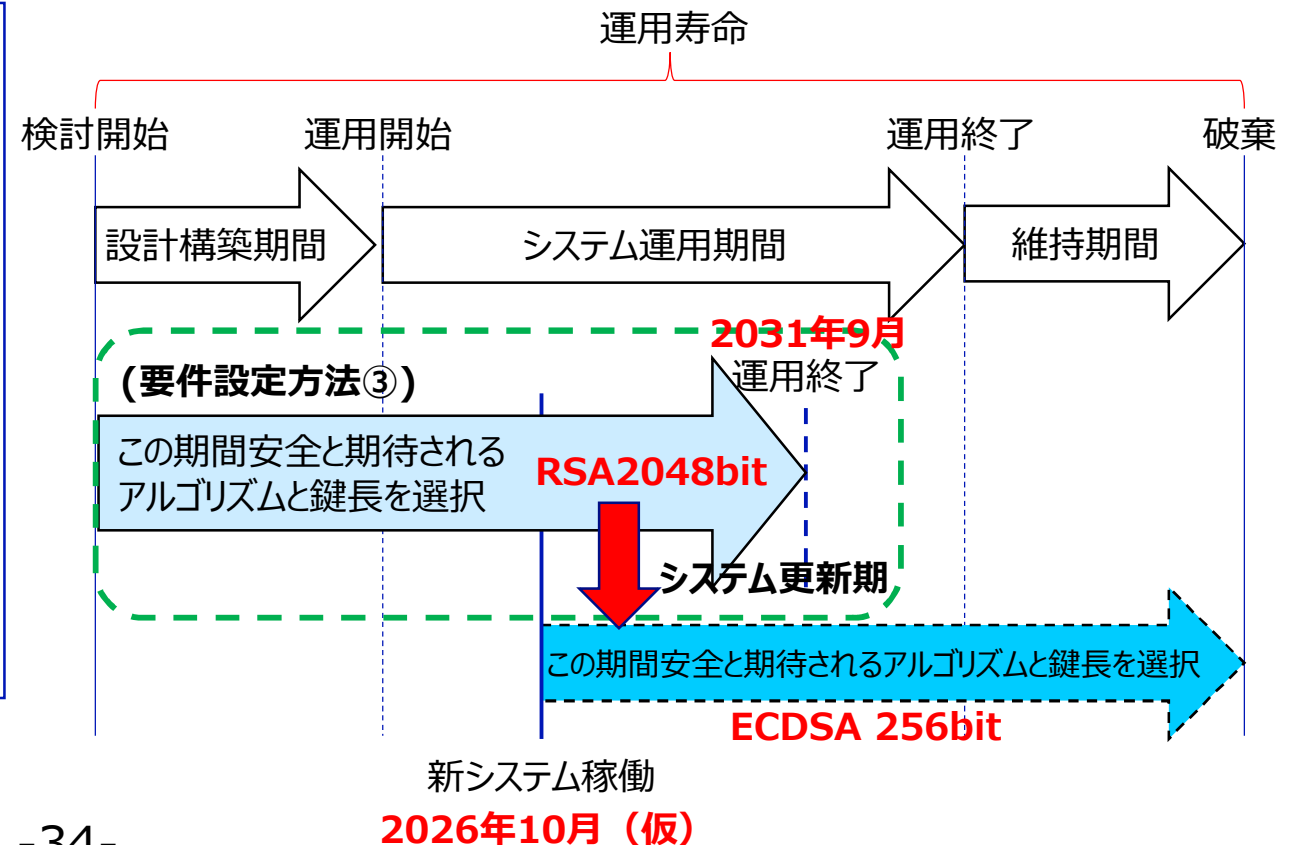 運用寿命
検討開始
運用開始
運用終了
破棄
設計構築期間
システム運用期間
維持期間
2031年9月
運用終了
(要件設定方法③)
この期間安全と期待される
アルゴリズムと鍵長を選択
RSA2048bit
システム更新期
この期間安全と期待されるアルゴリズムと鍵長を選択
ECDSA 256bit
新システム稼働
2026年10月（仮）
-34-